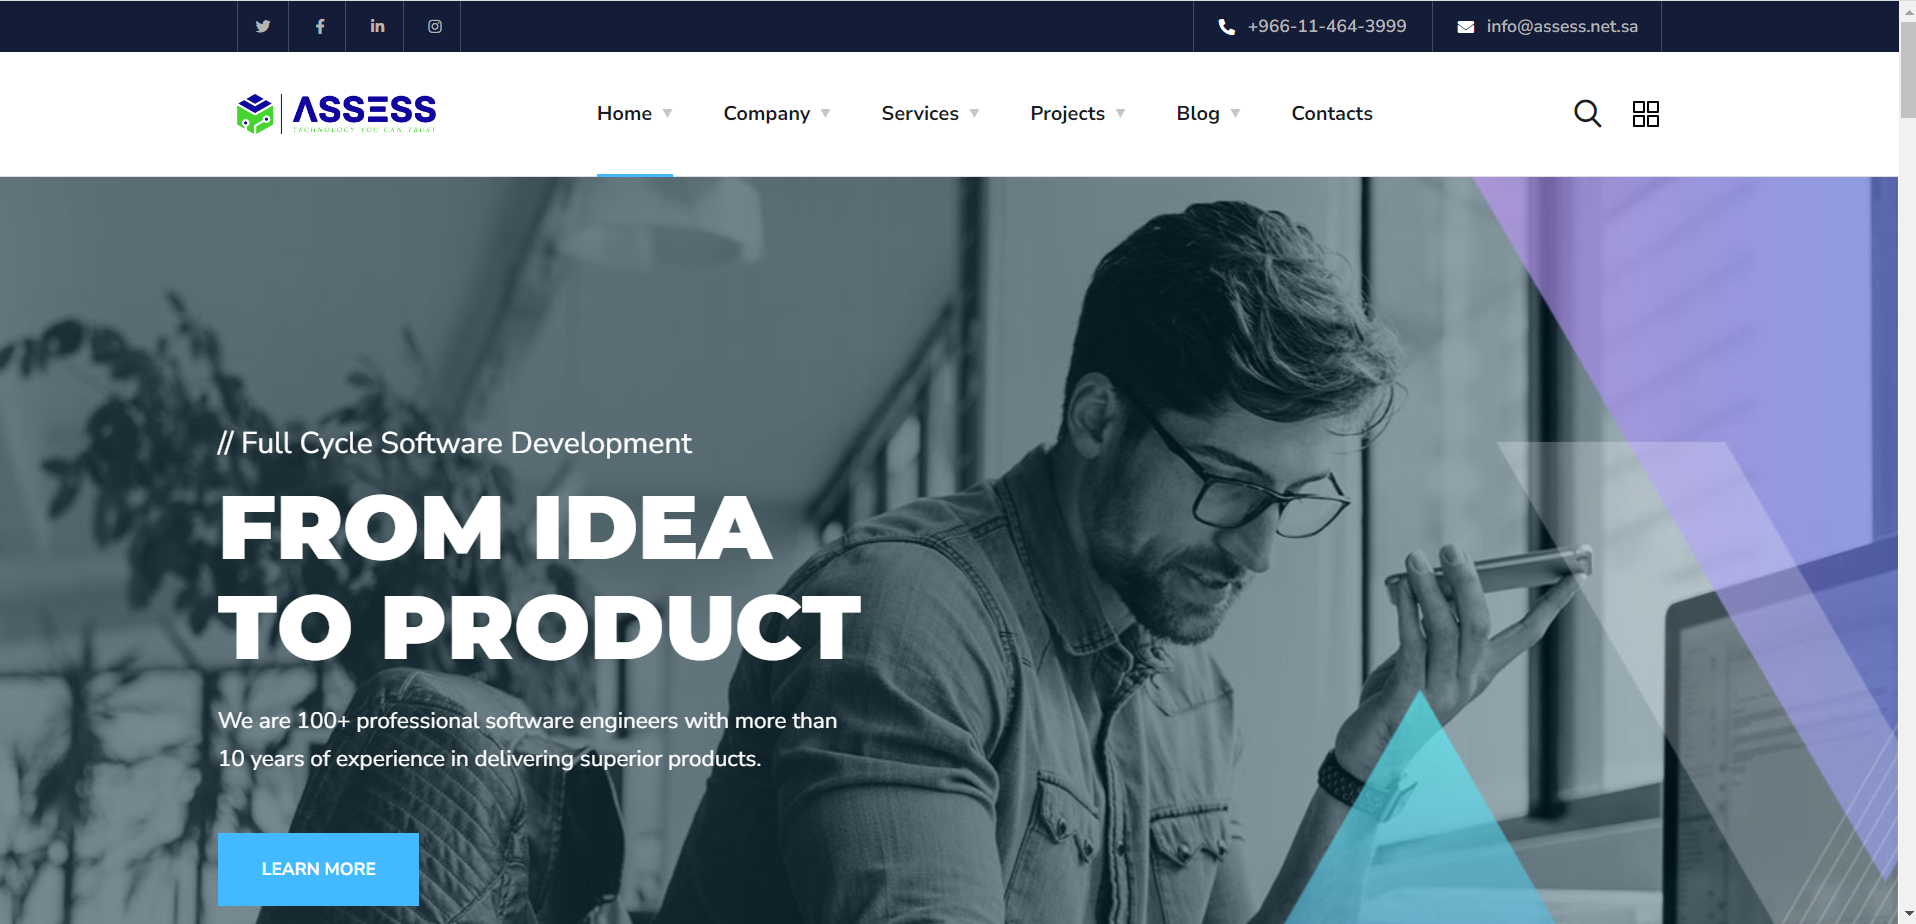 +966-11-464-3999
info@assess.net.sa
ASSESS
TECHNOLOGY YOU CAN TRUST
Home
Company
Services
Projects
Blog
Contacts
// Full Cycle Software Development
FROM IDEA
TO PRODUCT
We are 100+ professional software engineers with more than
10 years of experience in delivering superior products.
LEARN MORE